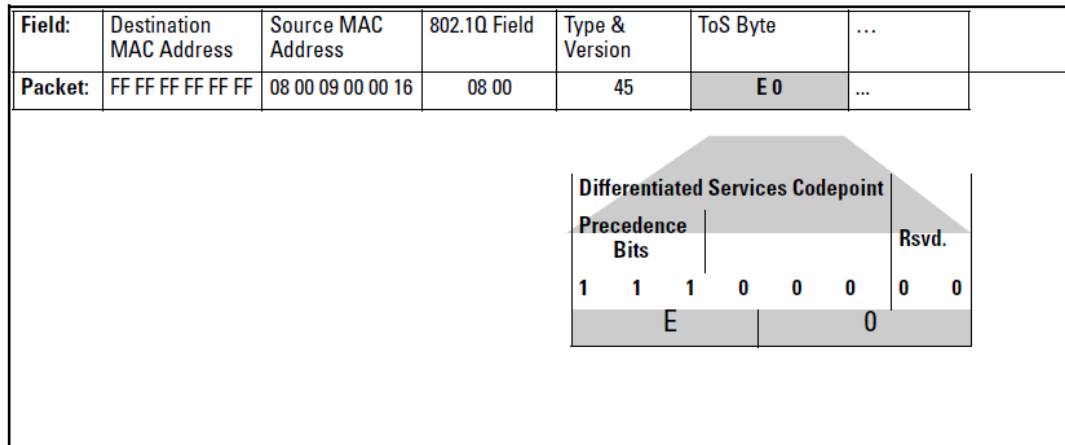 Field: Destination MAC Address Source MAC Address 802.1Q Field Type & Version ToS Byte ...
Packet: FF FF FF FF FF FF 08 00 09 00 00 16 08 00 45 E 0 ...
Differentiated Services Codepoint
Precedence Bits Rsvd.
1 1 1 0 0 0 0 0
E 0